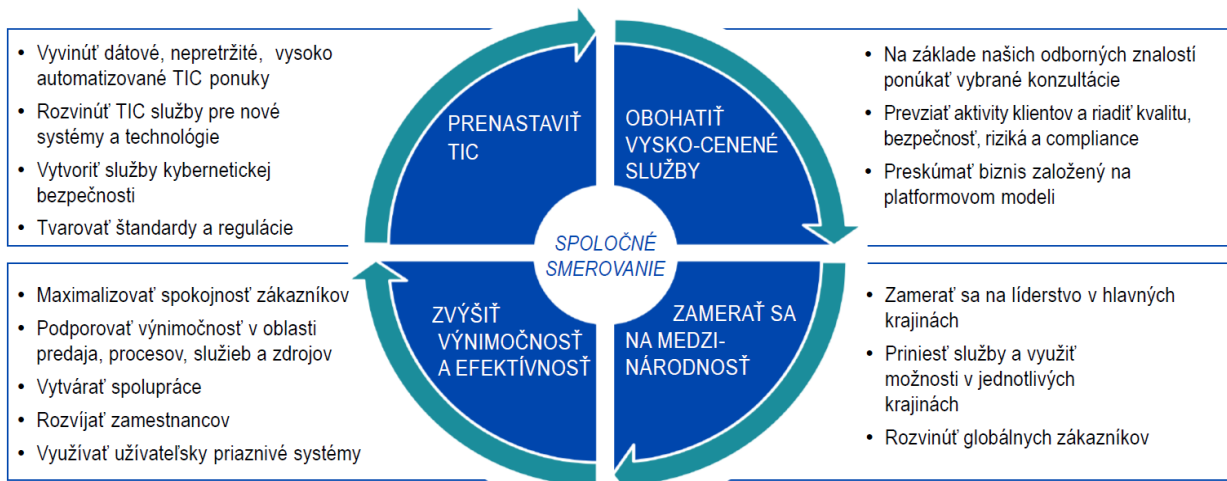 • Vyvinúť dátové, nepretržité, vysoko
automatizované TIC ponuky
• Rozvinúť TIC služby pre nové
systémy a technológie
• Vytvoriť služby kybernetickej
bezpečnosti
• Tvarovať štandardy a regulácie
PRENASTAVIŤ
TIC
OBOHATIŤ
VYSKO-CENENÉ
SLUŽBY
• Na základe našich odborných znalostí
ponúkať vybrané konzultácie
• Prevziať aktivity klientov a riadiť kvalitu,
bezpečnosť, riziká a compliance
• Preskúmať biznis založený na
platformovom modeli
SPOLOČNÉ
SMEROVANIE
• Maximalizovať spokojnosť zákazníkov
• Podporovať výnimočnosť v oblasti
predaja, procesov, služieb a zdrojov
• Vytvárať spolupráce
• Rozvíjať zamestnancov
• Využívať užívateľsky priaznivé systémy
ZVÝŠIŤ
VÝNIMOČNOSŤ
A EFEKTÍVNOSŤ
ZAMERAŤ SA
NA MEDZI-
NÁRODNOSŤ
• Zamerať sa na líderstvo v hlavných
krajinách
• Priniesť služby a využiť
možnosti v jednotlivých
krajinách
• Rozvinúť globálnych zákazníkov